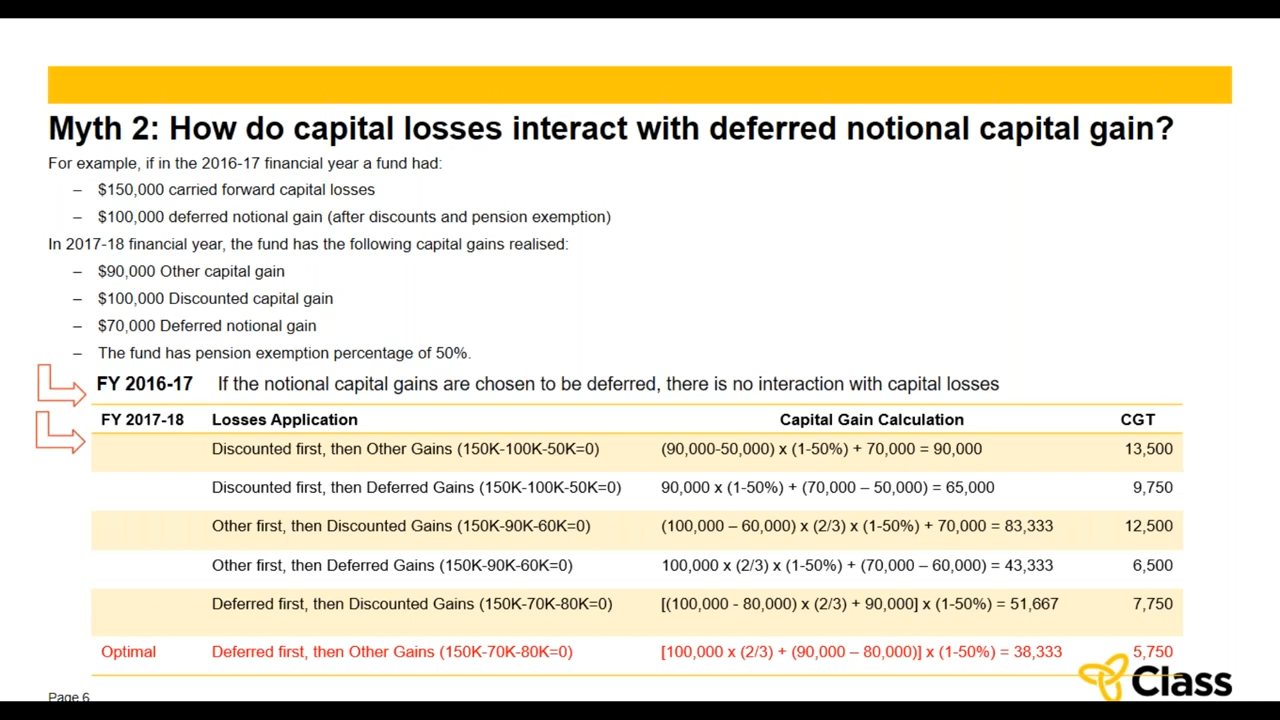 Myth 2: How do capital losses interact with deferred notional capital gain?
For example, if in the 2016-17 financial year a fund had:
– $150,000 carried forward capital losses
– $100,000 deferred notional gain (after discounts and pension exemption)
In 2017-18 financial year, the fund has the following capital gains realised:
– $90,000 Other capital gain
– $100,000 Discounted capital gain
– $70,000 Deferred notional gain
– The fund has pension exemption percentage of 50%.
FY 2016-17 If the notional capital gains are chosen to be deferred, there is no interaction with capital losses
FY 2017-18 Losses Application Capital Gain Calculation CGT
Discounted first, then Other Gains (150K-100K-50K=0) (90,000-50,000) x (1-50%) + 70,000 = 90,000 13,500
Discounted first, then Deferred Gains (150K-100K-50K=0) 90,000 x (1-50%) + (70,000 – 50,000) = 65,000 9,750
Other first, then Discounted Gains (150K-90K-60K=0) (100,000 – 60,000) x (2/3) x (1-50%) + 70,000 = 83,333 12,500
Other first, then Deferred Gains (150K-90K-60K=0) 100,000 x (2/3) x (1-50%) + (70,000 – 60,000) = 43,333 6,500
Deferred first, then Discounted Gains (150K-70K-80K=0) [(100,000 - 80,000) x (2/3) + 90,000] x (1-50%) = 51,667 7,750
Optimal Deferred first, then Other Gains (150K-70K-80K=0) [100,000 x (2/3) + (90,000 – 80,000)] x (1-50%) = 38,333 5,750
Class
Page 6